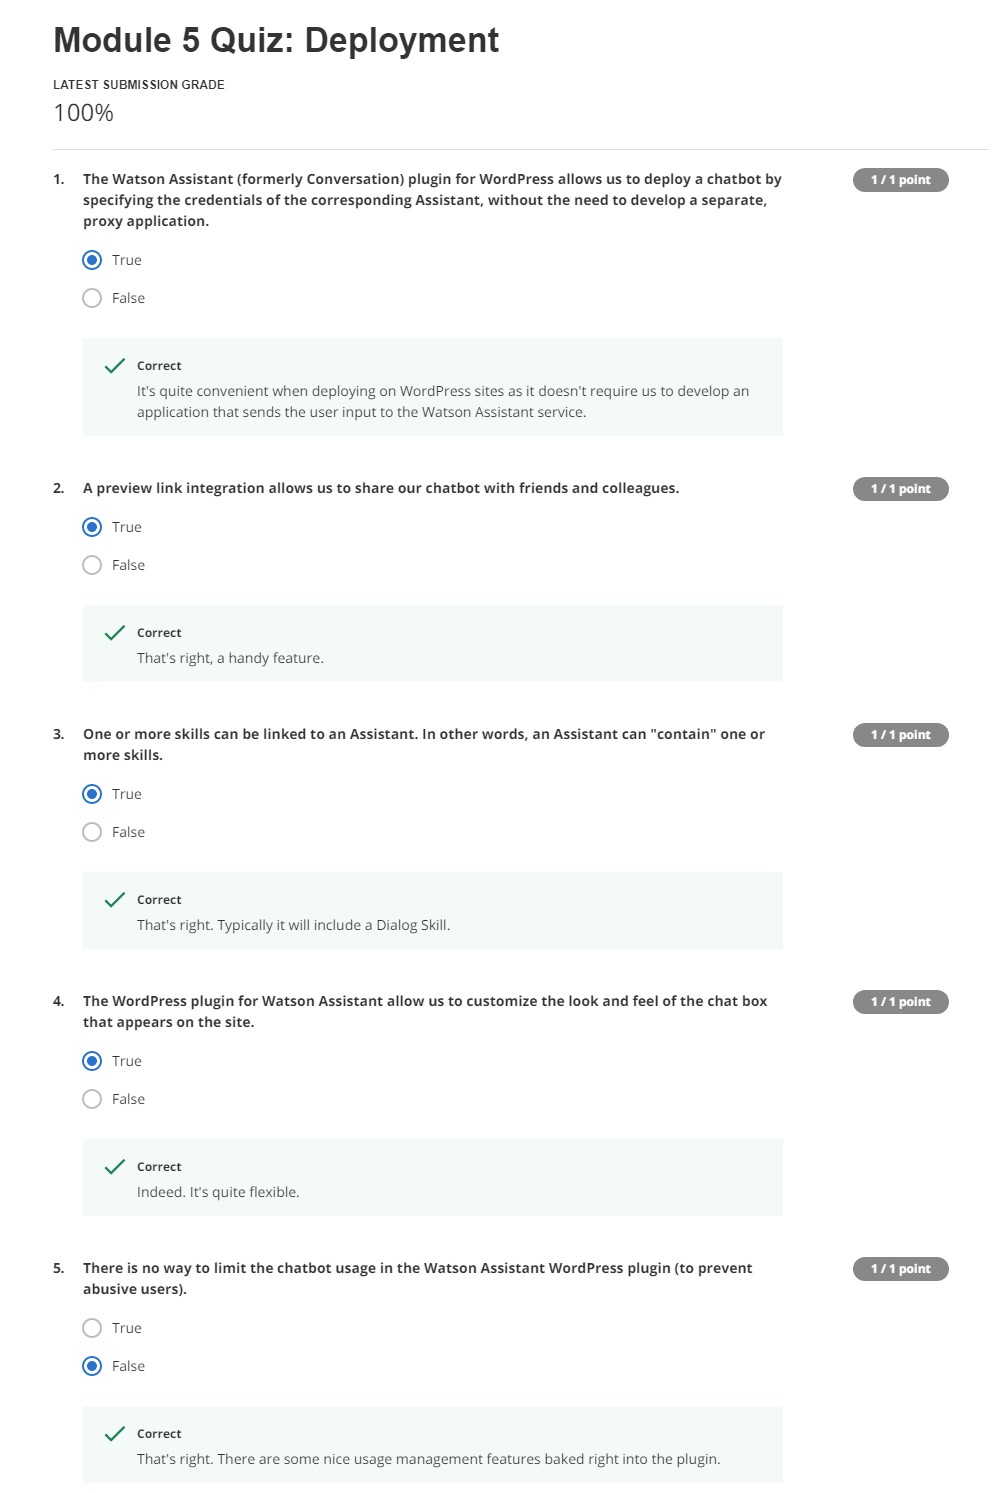 Module 5 Quiz: Deployment
LATEST SUBMISSION GRADE
100%
1. The Watson Assistant (formerly Conversation) plugin for WordPress allows us to deploy a chatbot by 1 / 1 point
specifying the credentials of the corresponding Assistant, without the need to develop a separate,
proxy application.
True
False
Correct
It's quite convenient when deploying on WordPress sites as it doesn't require us to develop an
application that sends the user input to the Watson Assistant service.
2. A preview link integration allows us to share our chatbot with friends and colleagues. 1 / 1 point
True
False
Correct
That's right, a handy feature.
3. One or more skills can be linked to an Assistant. In other words, an Assistant can "contain" one or 1 / 1 point
more skills.
True
False
Correct
That's right. Typically it will include a Dialog Skill.
4. The WordPress plugin for Watson Assistant allow us to customize the look and feel of the chat box 1 / 1 point
that appears on the site.
True
False
Correct
Indeed. It's quite flexible.
5. There is no way to limit the chatbot usage in the Watson Assistant WordPress plugin (to prevent 1 / 1 point
abusive users).
True
False
Correct
That's right. There are some nice usage management features baked right into the plugin.